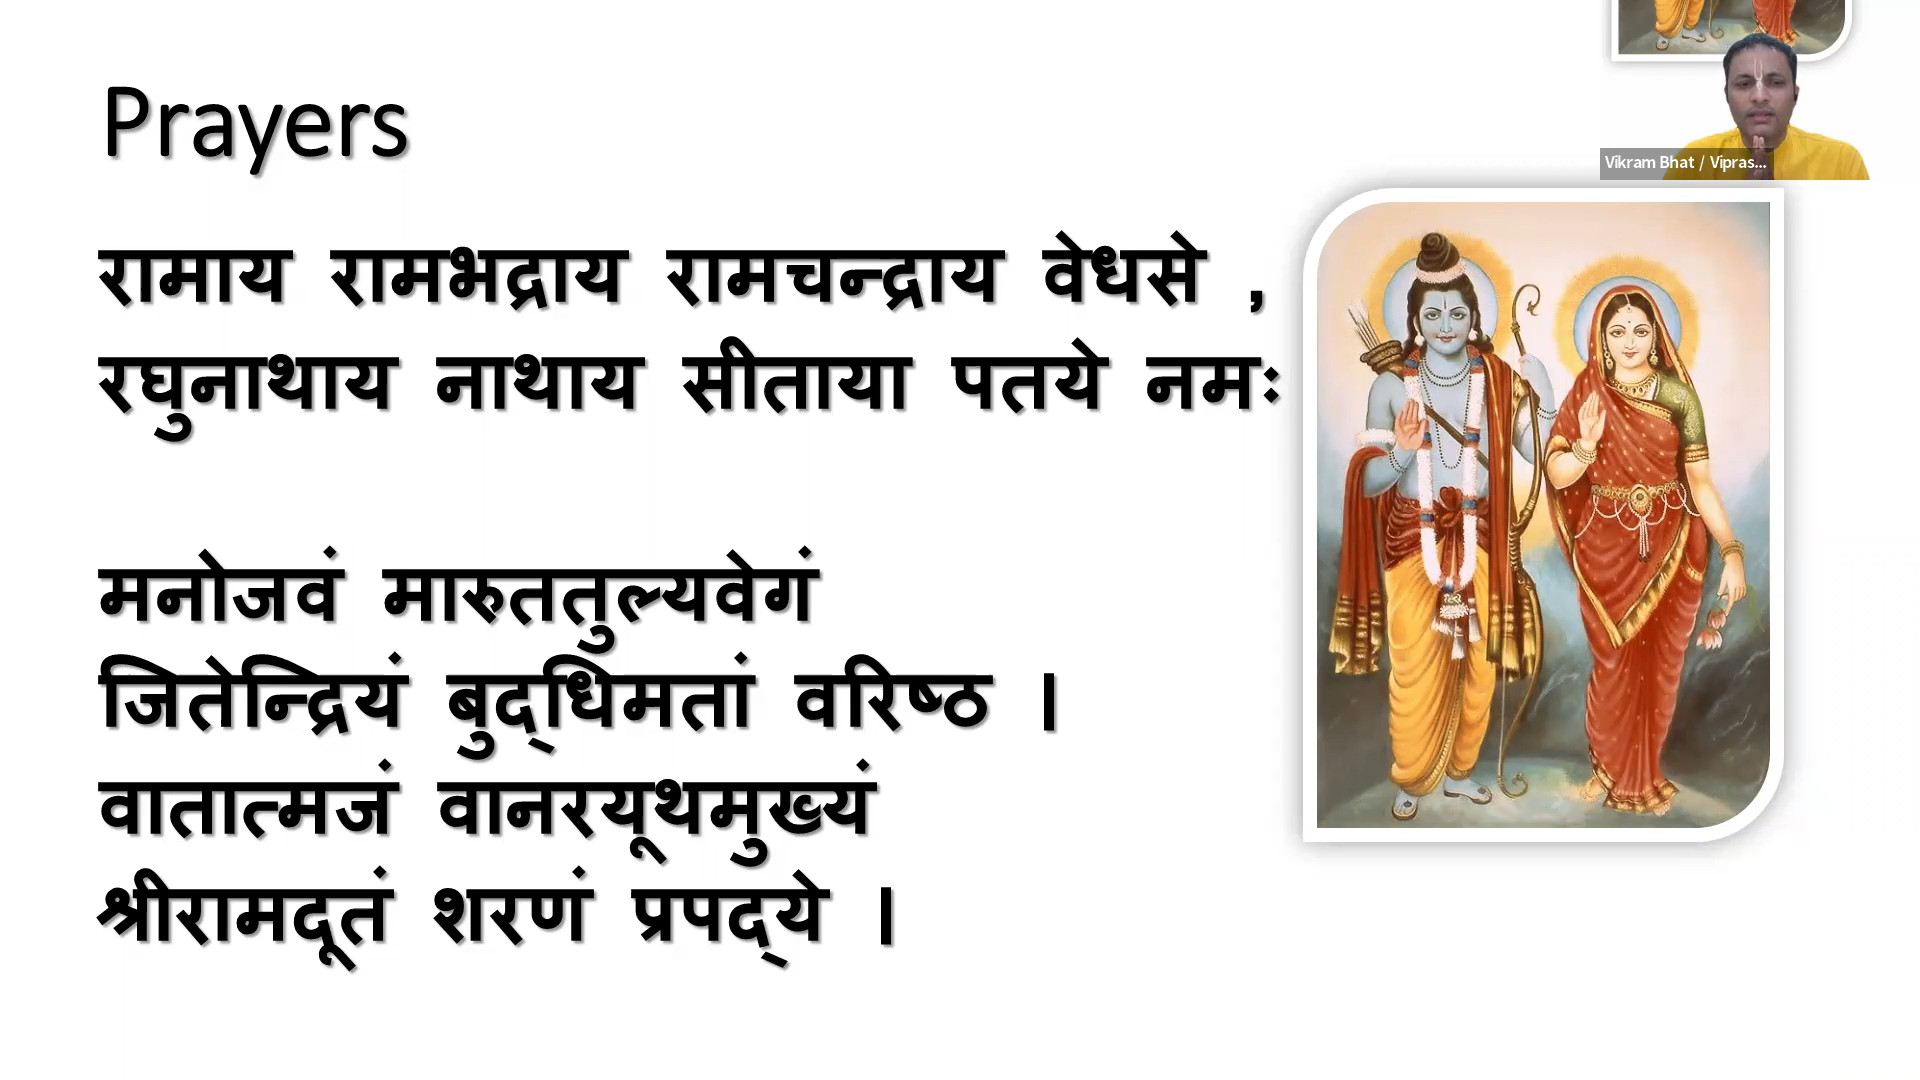 Prayers
Vikram Bhat / Vipras...
रामाय रामभद्राय रामचन्द्राय वेधसे ,
रघुनाथाय नाथाय सीताया पतये नमः
मनोजवं मारुततुल्यवेगं
जितेन्द्रियं बुद्‌धिमतां वरिष्ठ ।
वातात्मजं वानरयूथमुख्यं
श्रीरामदूतं शरणं प्रपद्‌ये ।